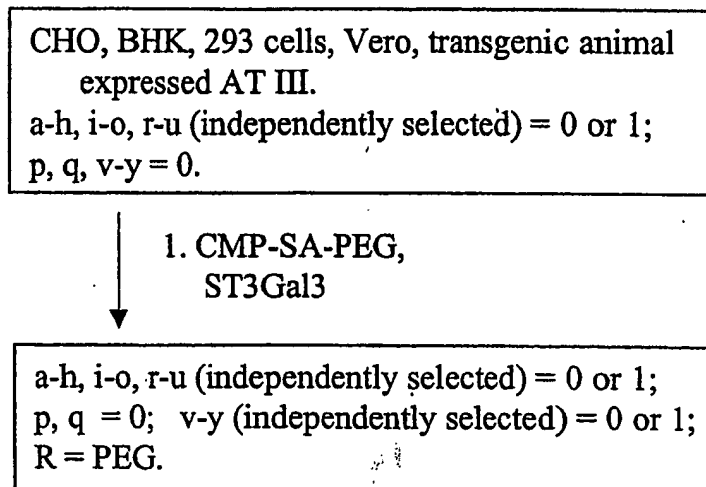 CHO, BHK, 293 cells, Vero, transgenic animal
expressed AT III.
a-h, i-o, r-u (independently selected) = 0 or 1;
p, q, v-y = 0.
1. CMP-SA-PEG,
ST3Gal3
a-h, i-o, r-u (independently selected) = 0 or 1;
p, q = 0; v-y (independently selected) = 0 or 1;
R = PEG.